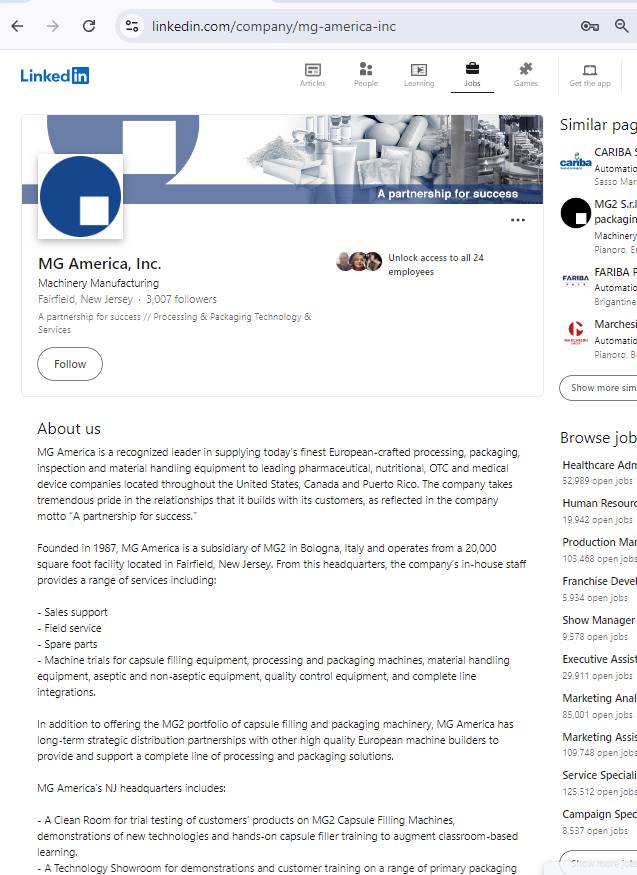 linkedin.com/company/mg-america-inc
Linked in
Articles
People
Learning
Jobs
Games
Get the app
A partnership for success
MG America, Inc.
Machinery Manufacturing
Fairfield, New Jersey · 3,007 followers
A partnership for success // Processing & Packaging Technology &
Services
Unlock access to all 24
employees
Follow
About us
MG America is a recognized leader in supplying today's finest European-crafted processing, packaging,
inspection and material handling equipment to leading pharmaceutical, nutritional, OTC and medical
device companies located throughout the United States, Canada and Puerto Rico. The company takes
tremendous pride in the relationships that it builds with its customers, as reflected in the company
motto "A partnership for success."
Founded in 1987, MG America is a subsidiary of MG2 in Bologna, Italy and operates from a 20,000
square foot facility located in Fairfield, New Jersey. From this headquarters, the company's in-house staff
provides a range of services including:
- Sales support
- Field service
- Spare parts
- Machine trials for capsule filling equipment, processing and packaging machines, material handling
equipment, aseptic and non-aseptic equipment, quality control equipment, and complete line
integrations.
In addition to offering the MG2 portfolio of capsule filling and packaging machinery, MG America has
long-term strategic distribution partnerships with other high quality European machine builders to
provide and support a complete line of processing and packaging solutions.
MG America's NJ headquarters includes:
- A Clean Room for trial testing of customers' products on MG2 Capsule Filling Machines,
demonstrations of new technologies and hands-on capsule filler training to augment classroom-based
learning.
- A Technology Showroom for demonstrations and customer training on a range of primary packaging
Similar pag
cariba
CARIBA S
Automatio
Sasso Mar
MG2 S.r.l
packagin
Machinery
Pianoro, En
FARIBA
FARIBA P
Automatio
Brigantine
Marchesi
Automatio
Pianoro, B
Show more sim
Browse job
Healthcare Adn
52,989 open jobs
Human Resourc
19,942 open jobs
Production Mar
103,468 open jobs
Franchise Devel
5,934 open jobs
Show Manager
9,578 open jobs
Executive Assist
29,911 open jobs
Marketing Anal
85,001 open jobs
Marketing Assis
109,748 open jobs
Service Speciali
125,512 open jobs
Campaign Spec
8,537 open jobs
Show more jobs